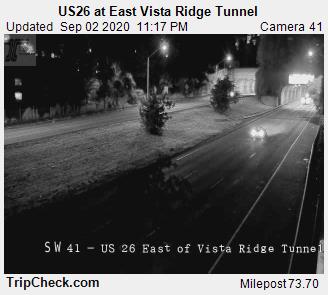 US26 at East Vista Ridge Tunnel
Updated Sep 02 2020 11:17 PM Camera 41
SW 41 - US 26 East of Vista Ridge Tunnel
TripCheck.com Milepost 73.70